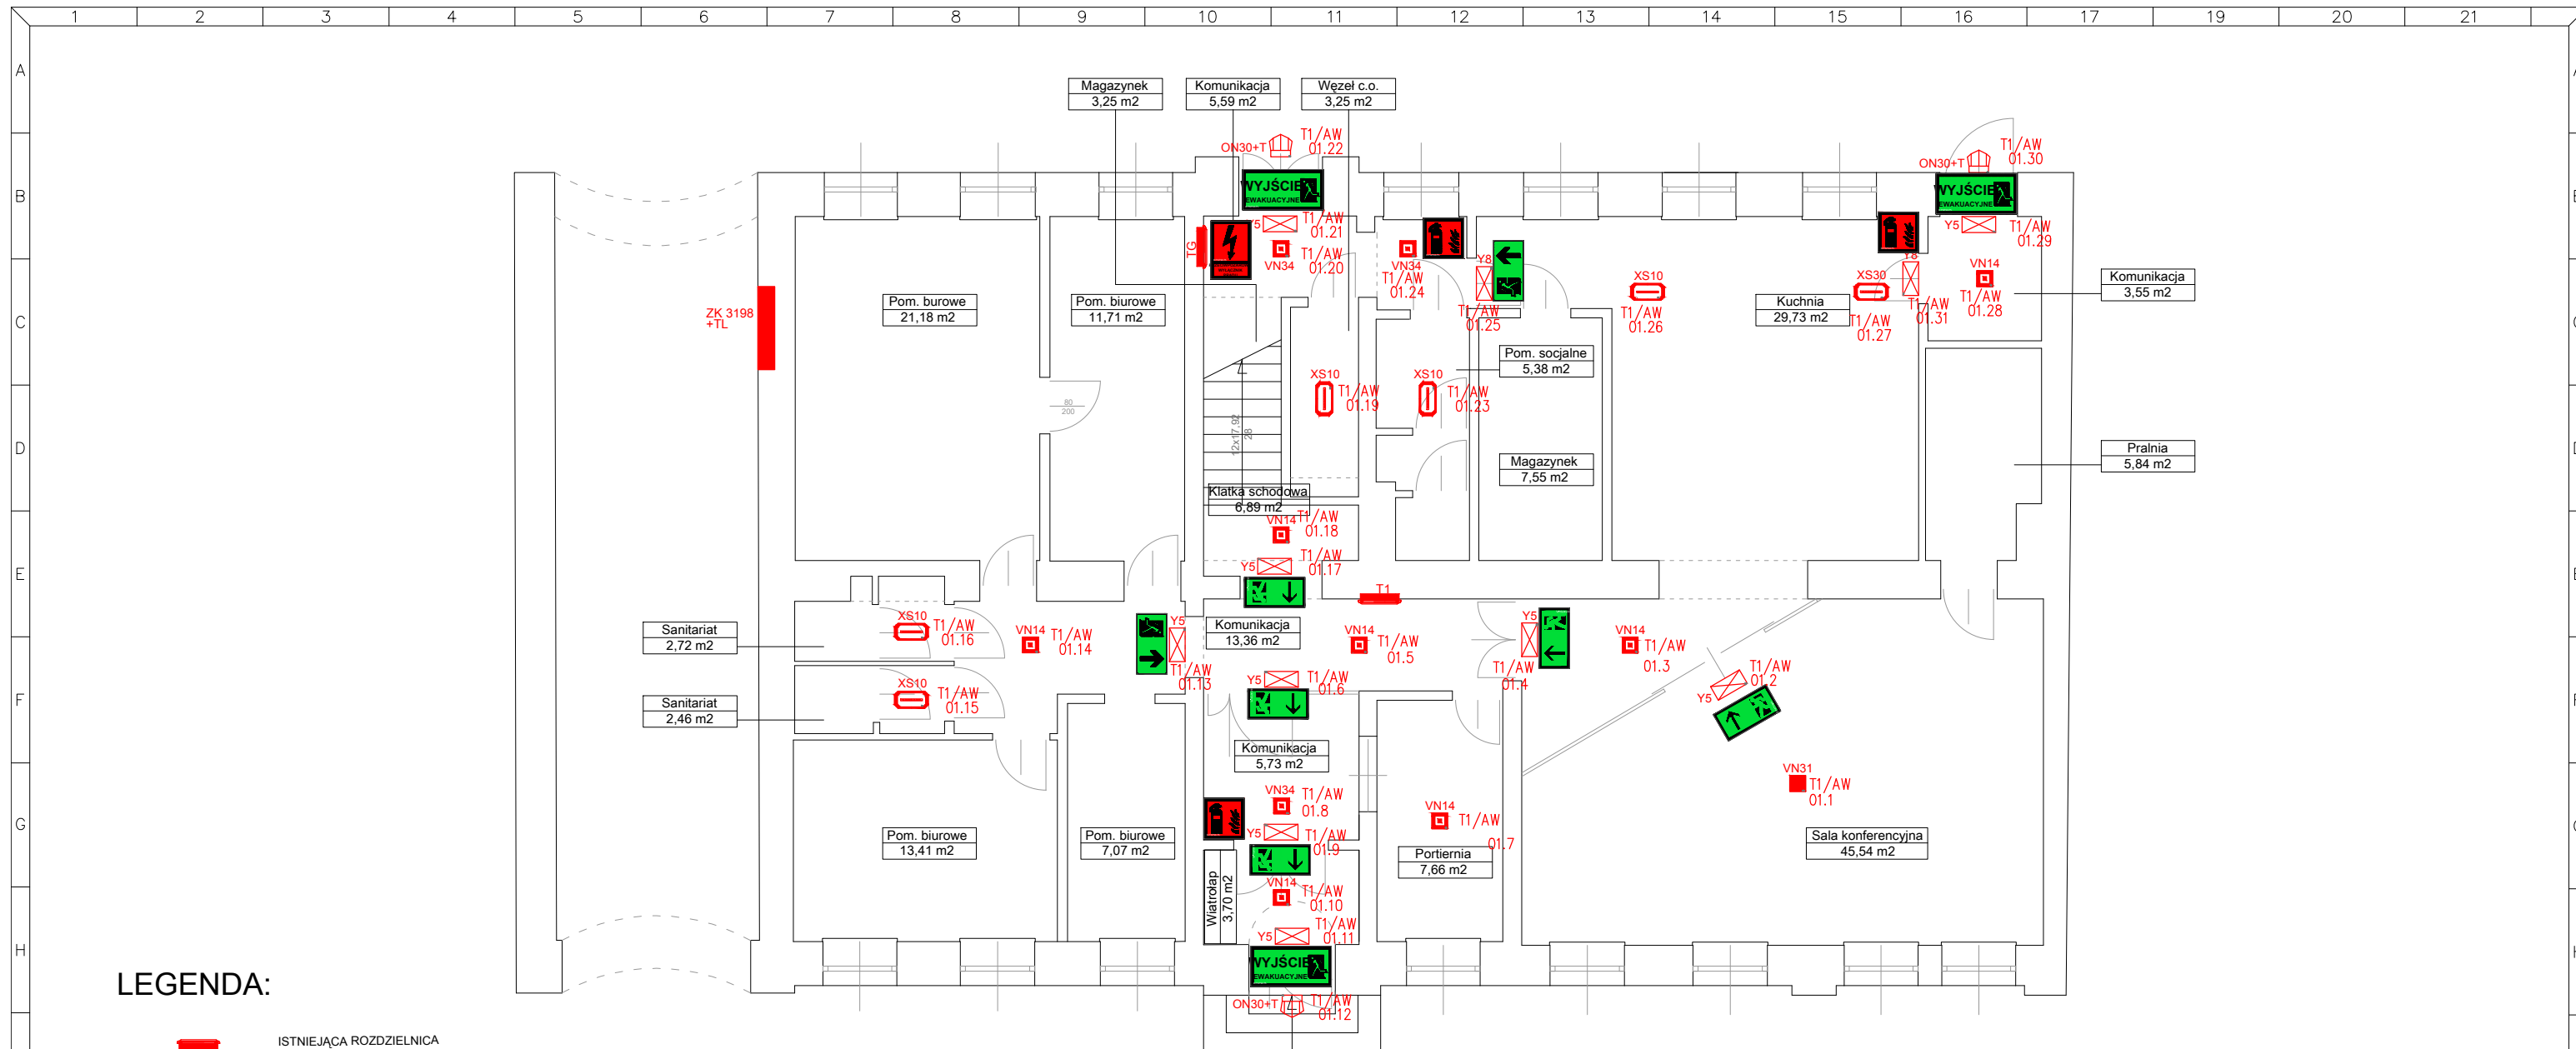 1 2 3 4 5 6 7 8 9 10 11 12 13 14 15 16 17 19 20 21
A
Magazynek
3,25 m2
Komunikacja
5,59 m2
Węzeł c.o.
3,25 m2
T1/AW
01.22
ON30+T
T1/AW
01.30
ON30+T
B
WYJŚCIE
EWAKUACYJNE
WYJŚCIE
EWAKUACYJNE
Y5
T1/AW
01.21
Y5
T1/AW
01.29
TG
VN34
T1/AW
01.20
VN34
T1/AW
01.24
Y8
T1/AW
01.25
XS10
T1/AW
01.26
XS30
T1/AW
01.27
Y8
T1/AW
01.31
VN14
T1/AW
01.28
Komunikacja
3,55 m2
C
ZK 3198
+TL
Pom. burowe
21,18 m2
Pom. biurowe
11,71 m2
Kuchnia
29,73 m2
Pom. socjalne
5,38 m2
80
200
XS10
T1/AW
01.19
XS10
T1/AW
01.23
D
12x17,92
28
Magazynek
7,55 m2
Pralnia
5,84 m2
Klatka schodowa
6,89 m2
VN14
T1/AW
01.18
E
Y5
T1/AW
01.17
T1
Sanitariat
2,72 m2
XS10
T1/AW
01.16
VN14
T1/AW
01.14
Y5
T1/AW
01.13
Komunikacja
13,36 m2
VN14
T1/AW
01.5
Y5
T1/AW
01.4
VN14
T1/AW
01.3
T1/AW
01.2
Y5
F
Sanitariat
2,46 m2
XS10
T1/AW
01.15
Y5
T1/AW
01.6
Komunikacja
5,73 m2
VN31
T1/AW
01.1
G
VN34
T1/AW
01.8
VN14
T1/AW
01.7
Y5
T1/AW
01.9
Pom. biurowe
13,41 m2
Pom. biurowe
7,07 m2
Portiernia
7,66 m2
Sala konferencyjna
45,54 m2
Wiatrołap
3,70 m2
VN14
T1/AW
01.10
H
Y5
T1/AW
01.11
WYJŚCIE
EWAKUACYJNE
ON30+T
T1/AW
01.12
LEGENDA:
ISTNIEJĄCA ROZDZIELNICA